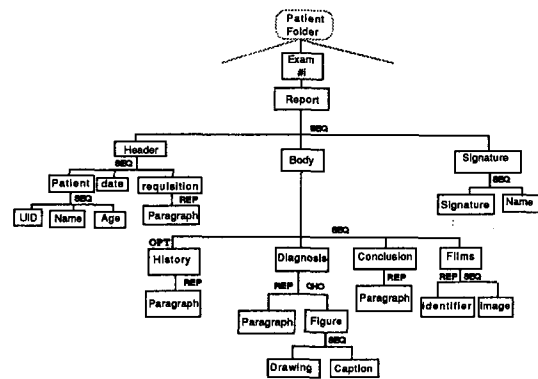 Patient
Folder
Exam
#i
Report
SEQ
Header
Body
Signature
SEQ
SEQ
Patient
date
requisition
Signature
Name
SEQ
REP
UID
Name
Age
Paragraph
SEQ
OPT
History
Diagnosis
Conclusion
Films
REP
REP
CHO
REP
REP
SEQ
Paragraph
Paragraph
Figure
Paragraph
identifier
image
SEQ
Drawing
Caption